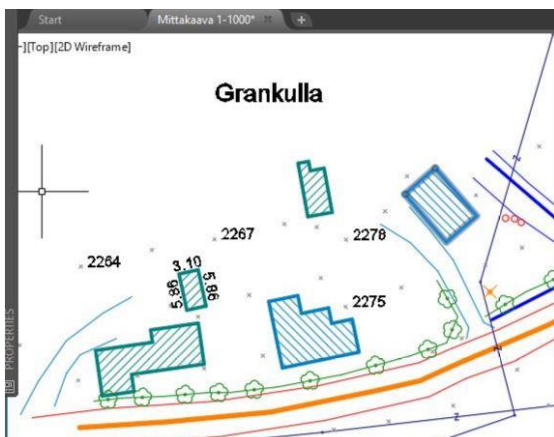 Start
Mittakaava 1-1000*
-][Top][2D Wireframe]
Grankulla
2267
2278
2264
3.10
5.86
5.86
2275
PROPERTIES
z
z
z